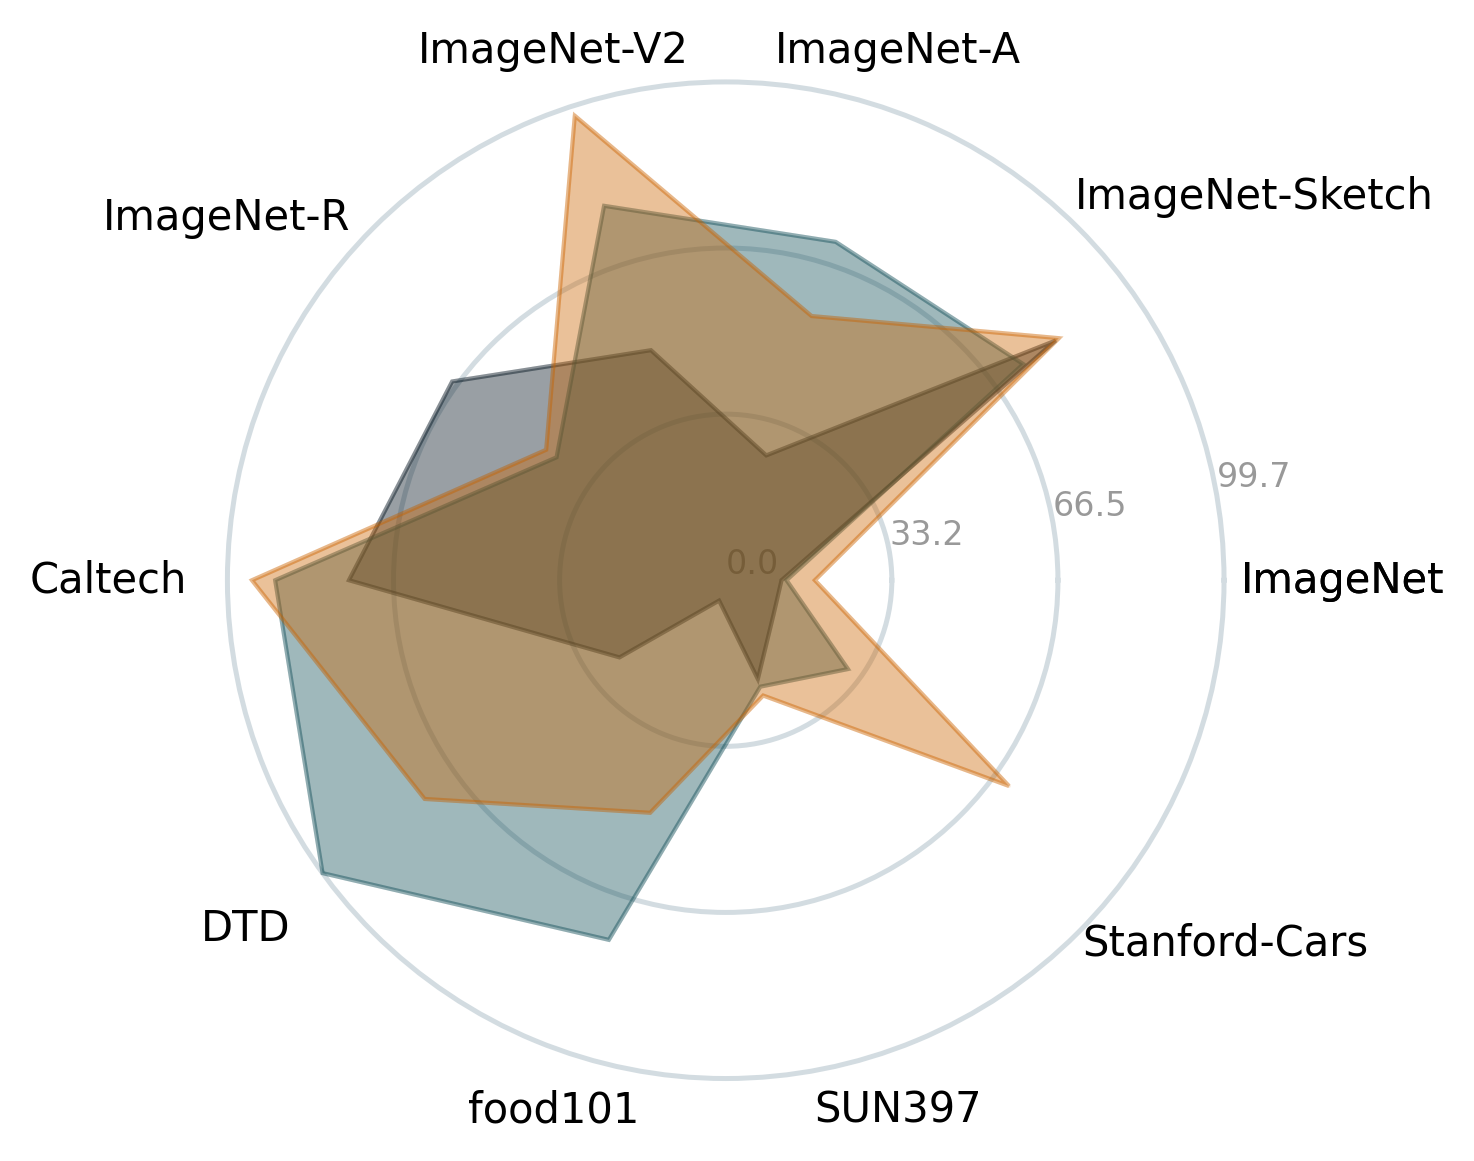 ImageNet-V2
ImageNet-A
ImageNet-R
ImageNet-Sketch
99.7
66.5
33.2
0.0
Caltech
ImageNet
DTD
Stanford-Cars
food101
SUN397